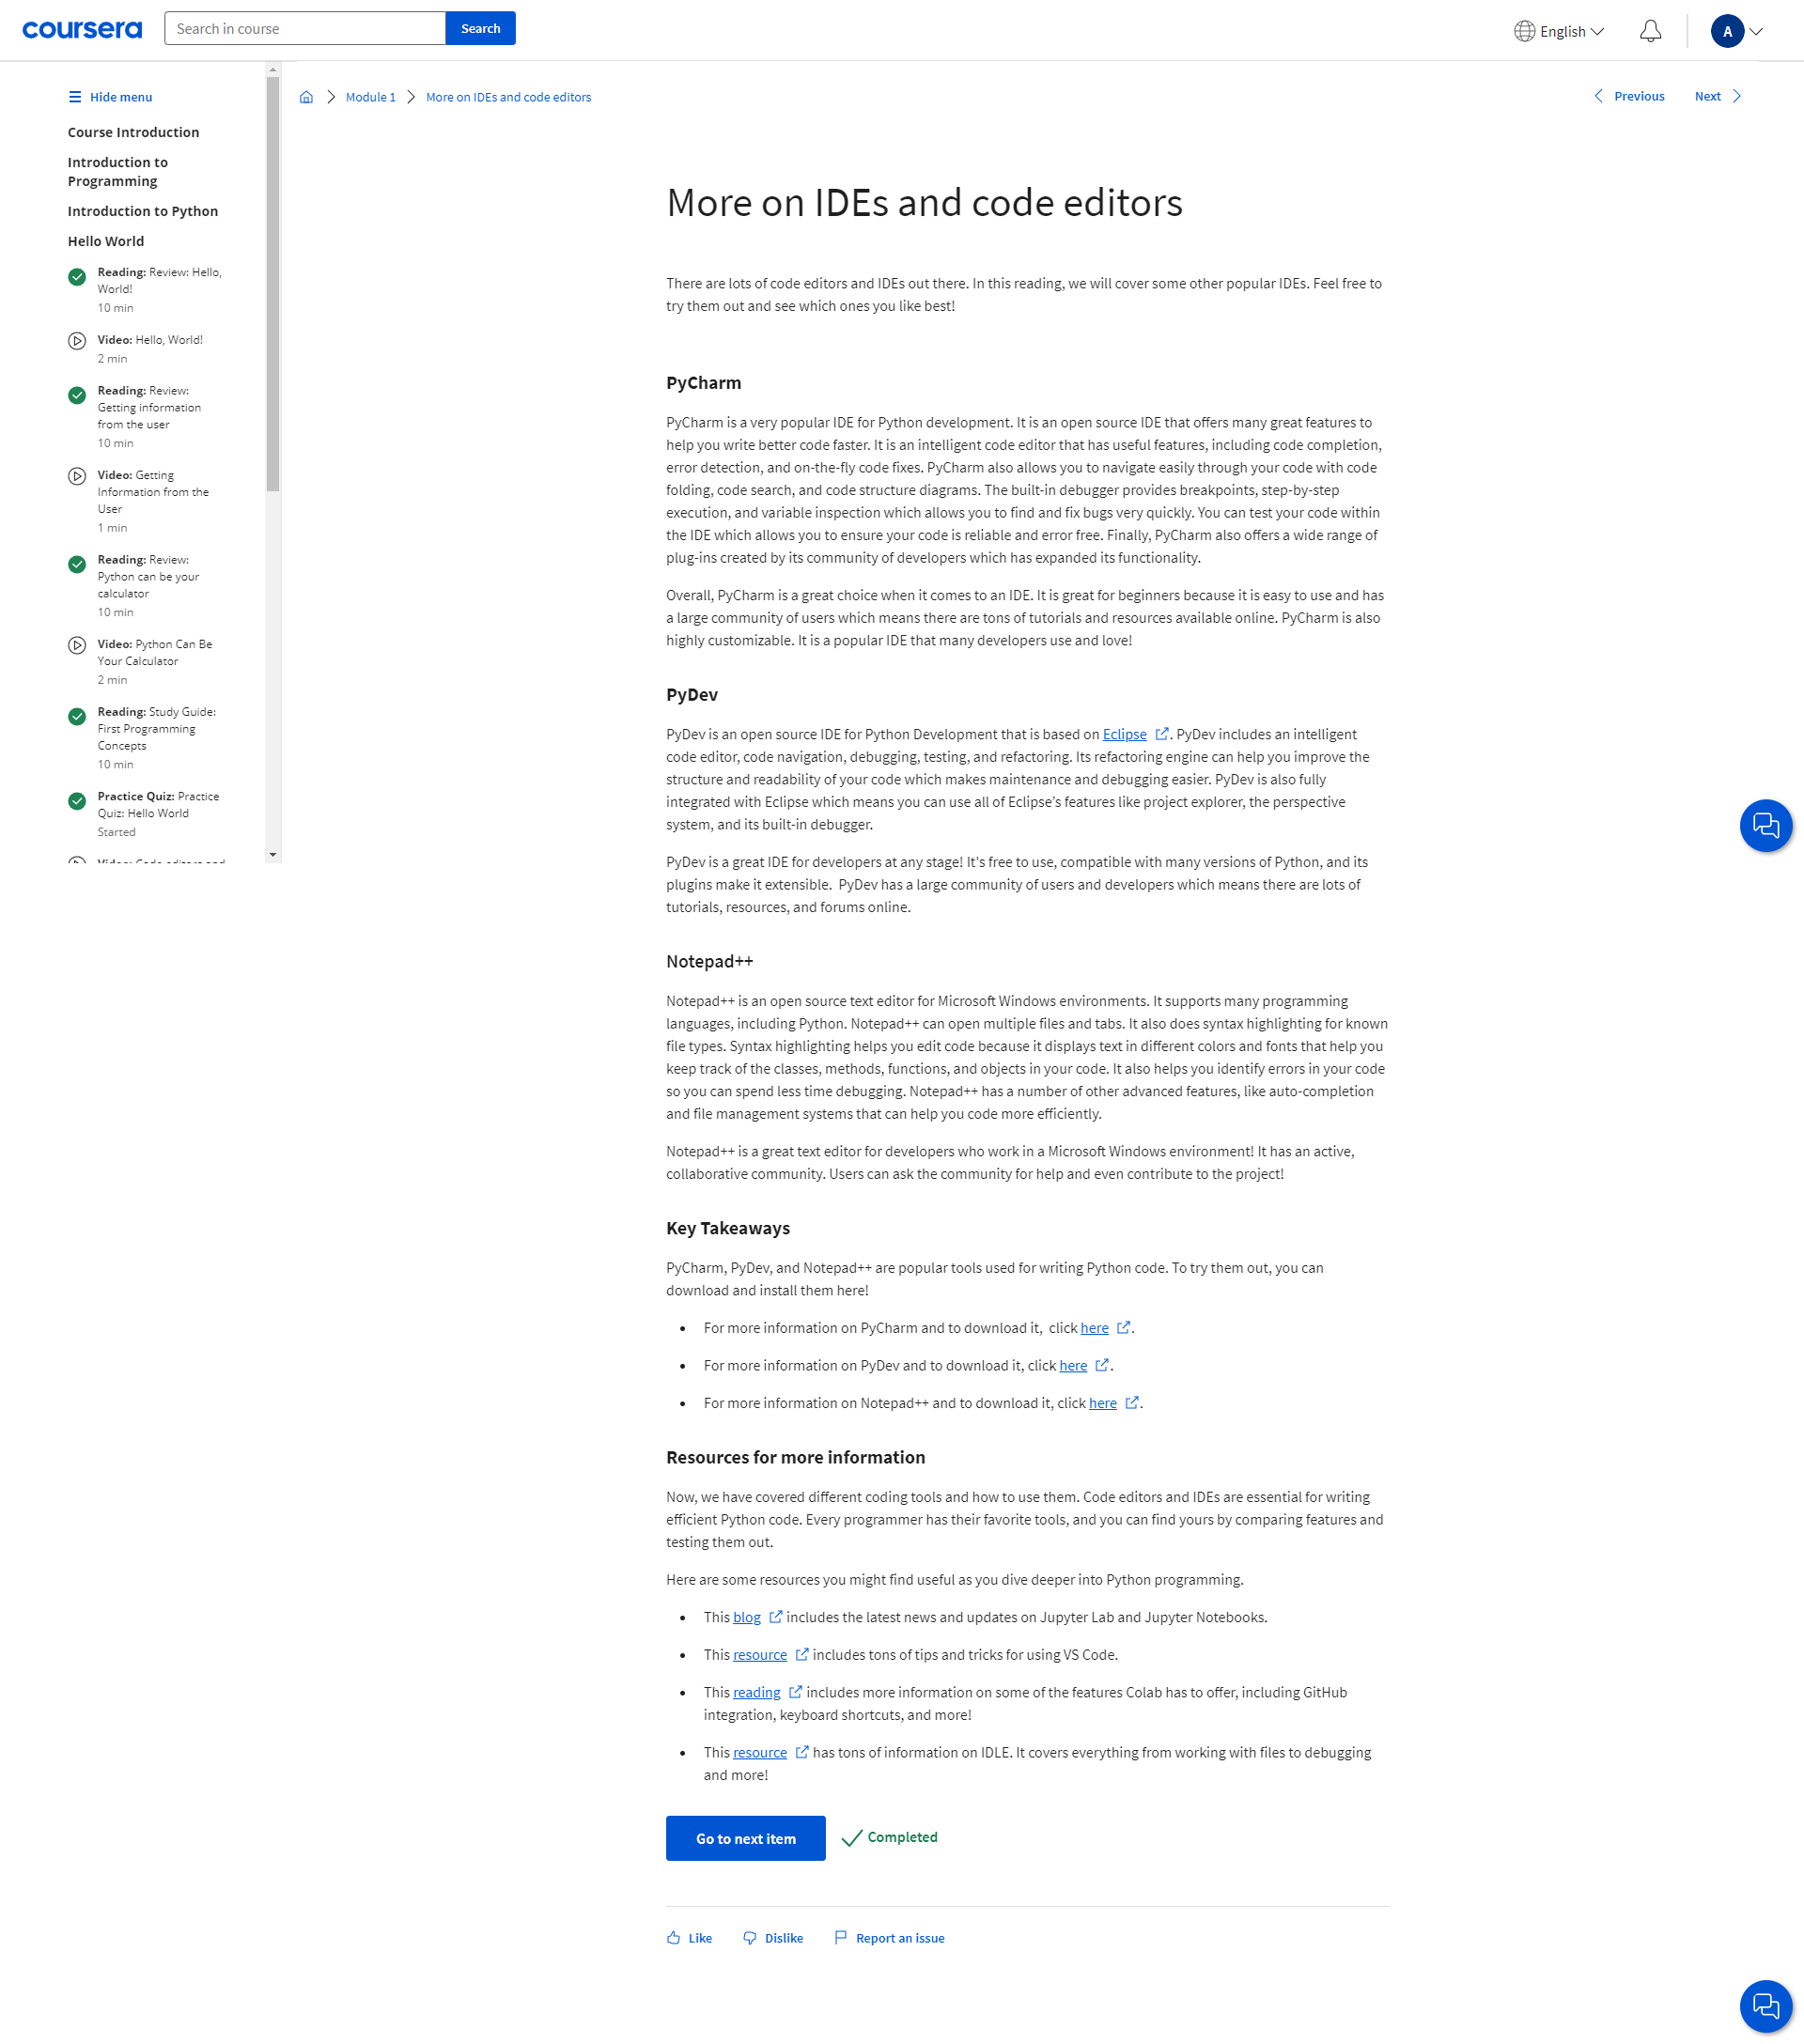 coursera
Search in course
Search
English
A
Hide menu
Course Introduction
Introduction to
Programming
Introduction to Python
Hello World
Reading: Review: Hello,
World!
10 min
Video: Hello, World!
2 min
Reading: Review:
Getting information
from the user
10 min
Video: Getting
Information from the
User
1 min
Reading: Review:
Python can be your
calculator
10 min
Video: Python Can Be
Your Calculator
2 min
Reading: Study Guide:
First Programming
Concepts
10 min
Practice Quiz: Practice
Quiz: Hello World
Started
Video: Code editors and
Module 1
More on IDEs and code editors
Previous
Next
More on IDEs and code editors
There are lots of code editors and IDEs out there. In this reading, we will cover some other popular IDEs. Feel free to
try them out and see which ones you like best!
PyCharm
PyCharm is a very popular IDE for Python development. It is an open source IDE that offers many great features to
help you write better code faster. It is an intelligent code editor that has useful features, including code completion,
error detection, and on-the-fly code fixes. PyCharm also allows you to navigate easily through your code with code
folding, code search, and code structure diagrams. The built-in debugger provides breakpoints, step-by-step
execution, and variable inspection which allows you to find and fix bugs very quickly. You can test your code within
the IDE which allows you to ensure your code is reliable and error free. Finally, PyCharm also offers a wide range of
plug-ins created by its community of developers which has expanded its functionality.
Overall, PyCharm is a great choice when it comes to an IDE. It is great for beginners because it is easy to use and has
a large community of users which means there are tons of tutorials and resources available online. PyCharm is also
highly customizable. It is a popular IDE that many developers use and love!
PyDev
PyDev is an open source IDE for Python Development that is based on Eclipse. PyDev includes an intelligent
code editor, code navigation, debugging, testing, and refactoring. Its refactoring engine can help you improve the
structure and readability of your code which makes maintenance and debugging easier. PyDev is also fully
integrated with Eclipse which means you can use all of Eclipse’s features like project explorer, the perspective
system, and its built-in debugger.
PyDev is a great IDE for developers at any stage! It's free to use, compatible with many versions of Python, and its
plugins make it extensible.  PyDev has a large community of users and developers which means there are lots of
tutorials, resources, and forums online.
Notepad++
Notepad++ is an open source text editor for Microsoft Windows environments. It supports many programming
languages, including Python. Notepad++ can open multiple files and tabs. It also does syntax highlighting for known
file types. Syntax highlighting helps you edit code because it displays text in different colors and fonts that help you
keep track of the classes, methods, functions, and objects in your code. It also helps you identify errors in your code
so you can spend less time debugging. Notepad++ has a number of other advanced features, like auto-completion
and file management systems that can help you code more efficiently.
Notepad++ is a great text editor for developers who work in a Microsoft Windows environment! It has an active,
collaborative community. Users can ask the community for help and even contribute to the project!
Key Takeaways
PyCharm, PyDev, and Notepad++ are popular tools used for writing Python code. To try them out, you can
download and install them here!
• For more information on PyCharm and to download it,  click here.
• For more information on PyDev and to download it, click here.
• For more information on Notepad++ and to download it, click here.
Resources for more information
Now, we have covered different coding tools and how to use them. Code editors and IDEs are essential for writing
efficient Python code. Every programmer has their favorite tools, and you can find yours by comparing features and
testing them out.
Here are some resources you might find useful as you dive deeper into Python programming.
• This blog includes the latest news and updates on Jupyter Lab and Jupyter Notebooks.
• This resource includes tons of tips and tricks for using VS Code.
• This reading includes more information on some of the features Colab has to offer, including GitHub
integration, keyboard shortcuts, and more!
• This resource has tons of information on IDLE. It covers everything from working with files to debugging
and more!
Go to next item
Completed
Like
Dislike
Report an issue